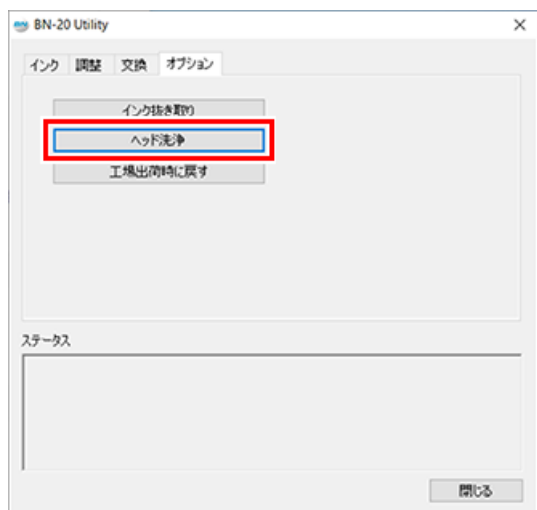 BN-20 Utility
インク 調整 交換 オプション
インク抜き取り
ヘッド洗浄
工場出荷時に戻す
ステータス
閉じる